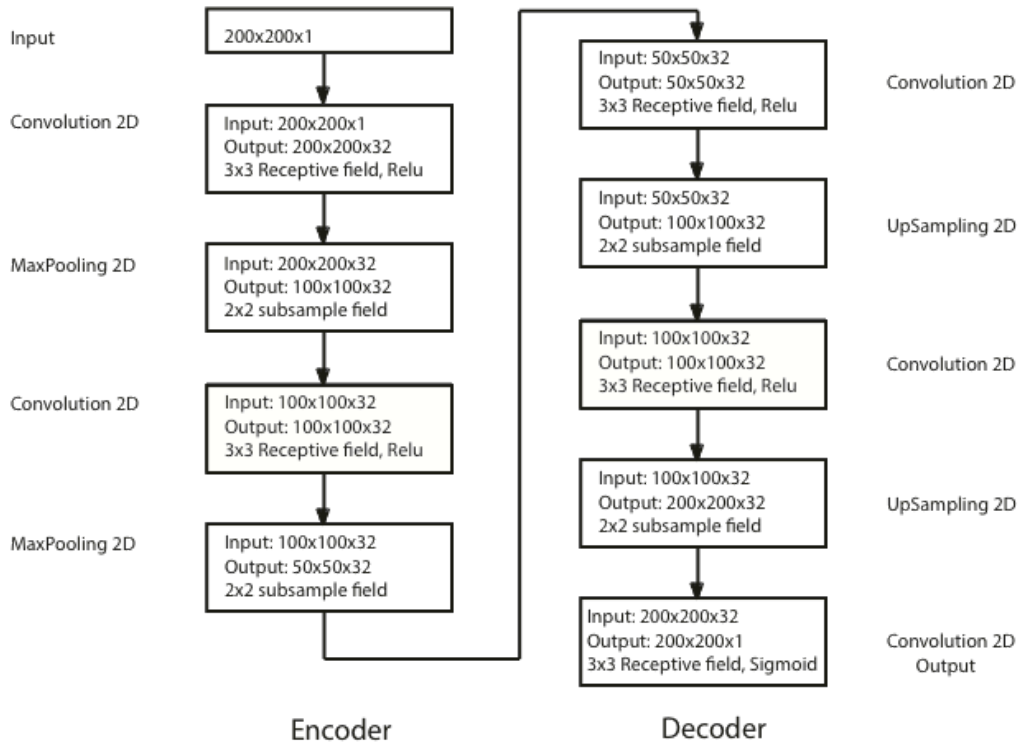 Input
200x200x1
Convolution 2D
Input: 200x200x1
Output: 200x200x32
3x3 Receptive field, Relu
MaxPooling 2D
Input: 200x200x32
Output: 100x100x32
2x2 subsample field
Convolution 2D
Input: 100x100x32
Output: 100x100x32
3x3 Receptive field, Relu
MaxPooling 2D
Input: 100x100x32
Output: 50x50x32
2x2 subsample field
Encoder
Input: 50x50x32
Output: 50x50x32
3x3 Receptive field, Relu
Convolution 2D
Input: 50x50x32
Output: 100x100x32
2x2 subsample field
UpSampling 2D
Input: 100x100x32
Output: 100x100x32
3x3 Receptive field, Relu
Convolution 2D
Input: 100x100x32
Output: 200x200x32
2x2 subsample field
UpSampling 2D
Input: 200x200x32
Output: 200x200x1
3x3 Receptive field, Sigmoid
Convolution 2D
Output
Decoder